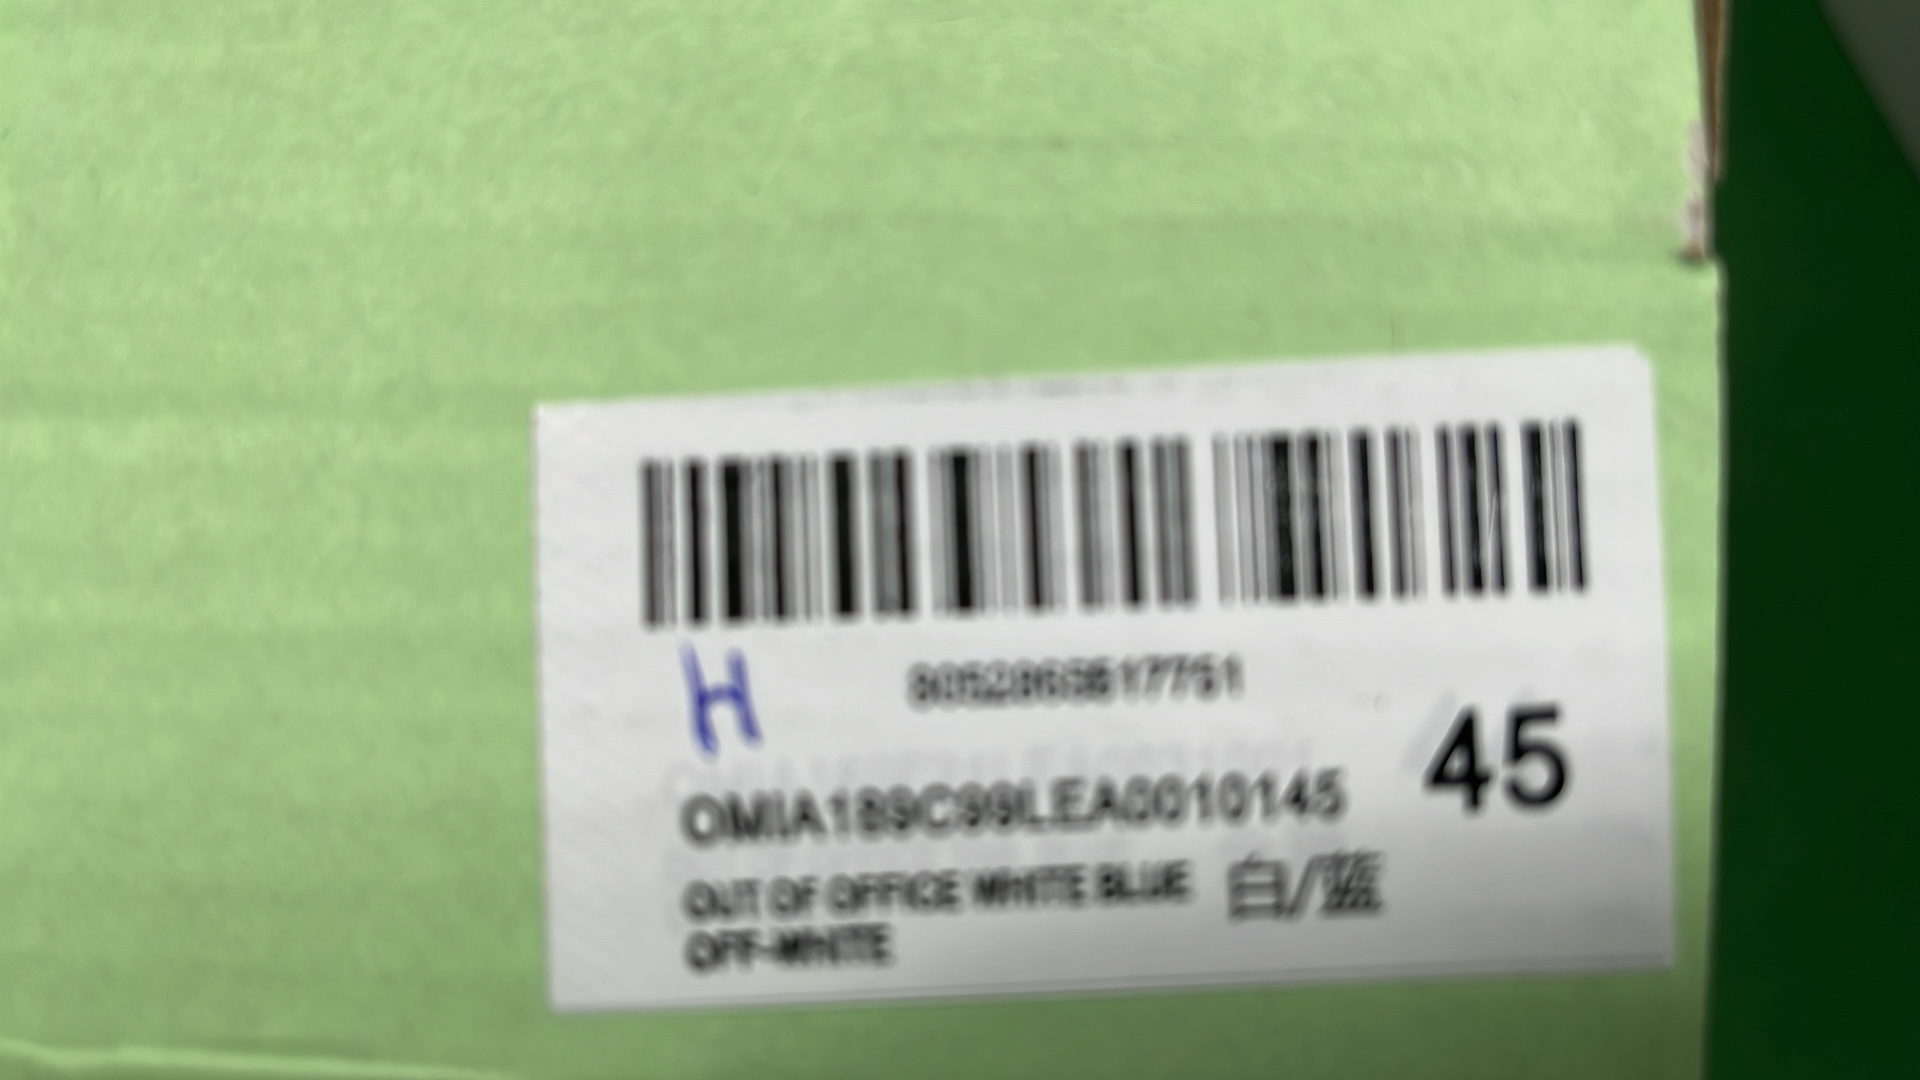 H
OMIA189C99LEA0010145
45
OUT OF OFFICE WHITE BLUE 白/蓝
OFF-WHITE